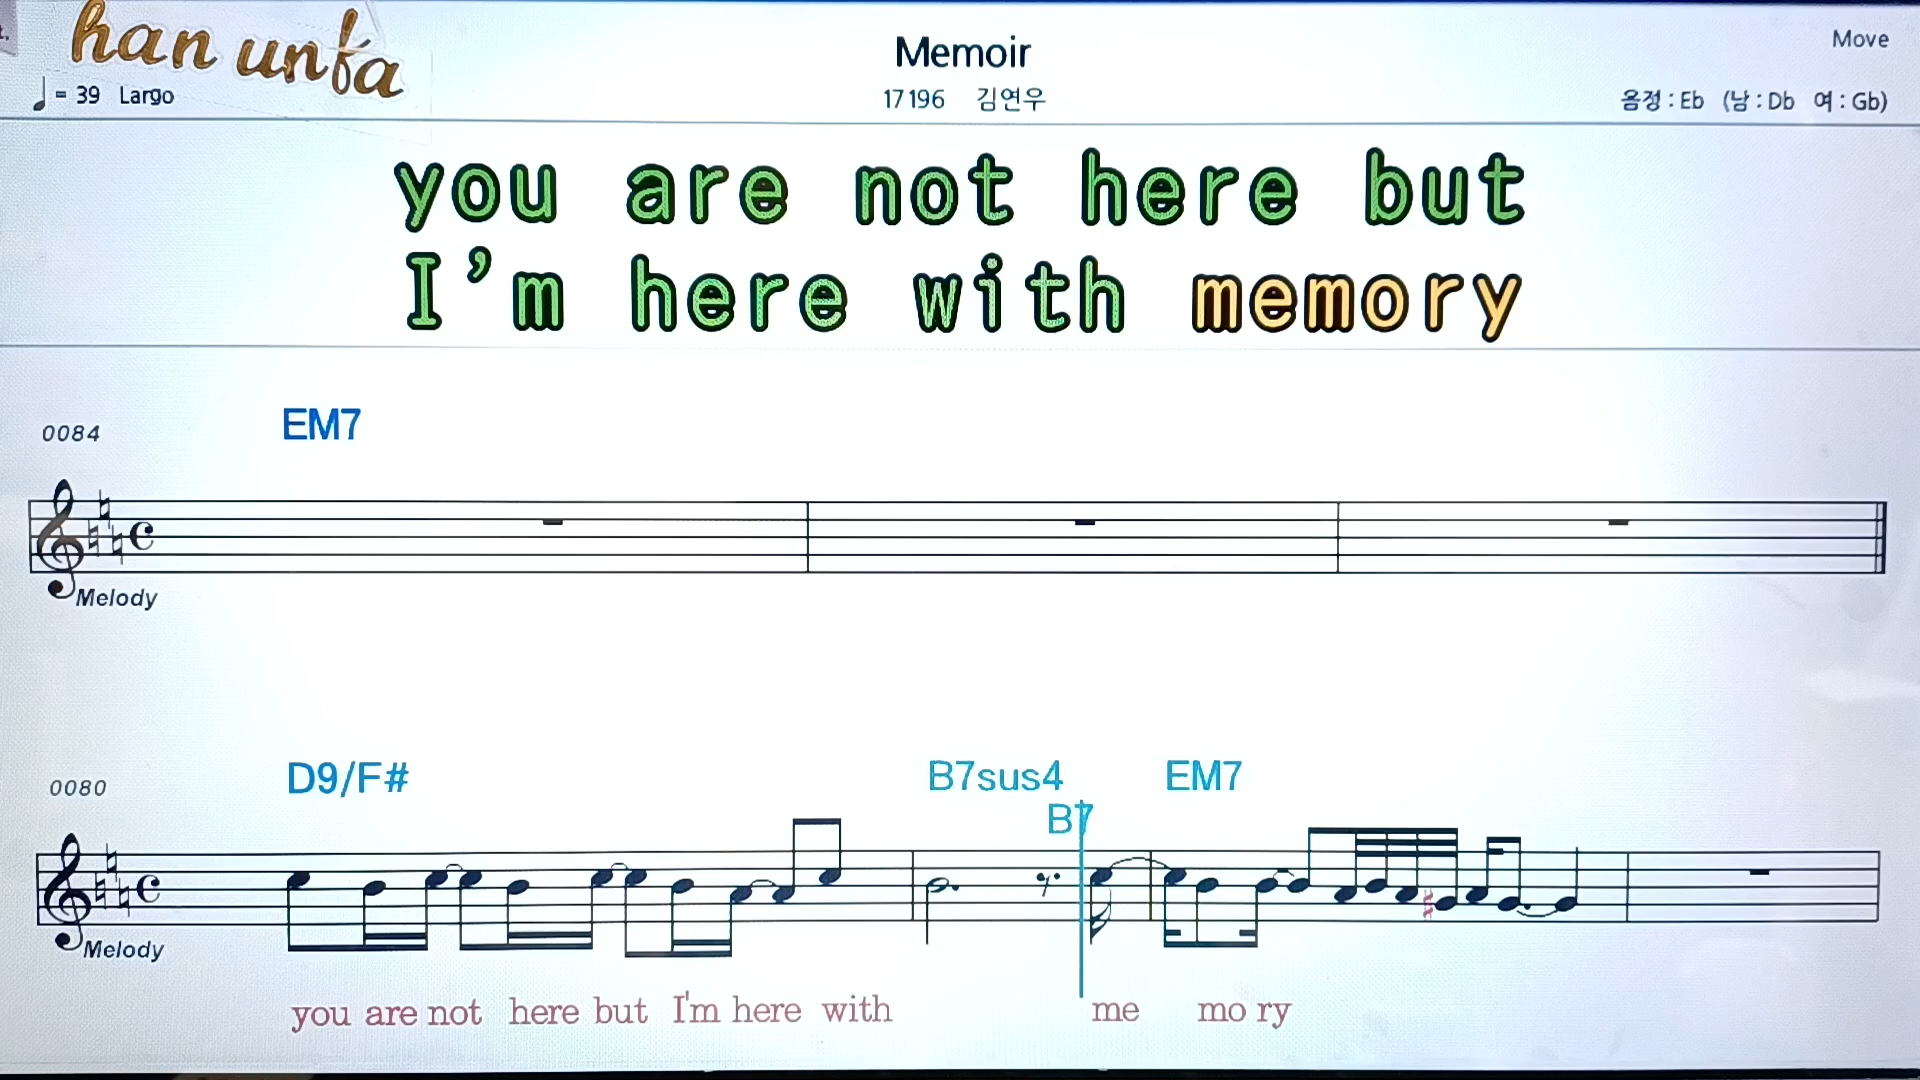 han unfa
Memoir
Move
♩= 39 Largo
17196 김연우
음정 : Eb (남 : Db 여 : Gb)
you are not here but
I'm here with memory
0084
EM7
Melody
0080
D9/F#
B7sus4
B7
EM7
Melody
you are not here but I'm here with me mo ry